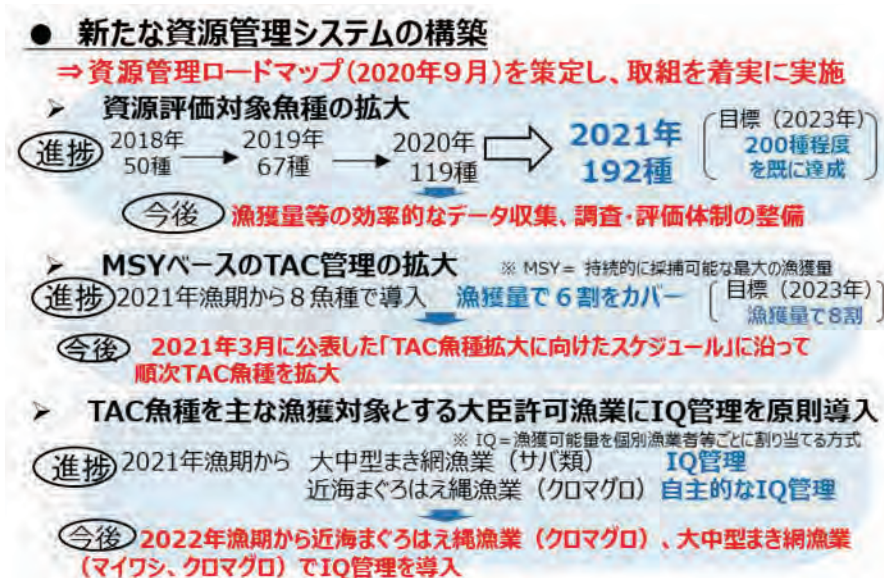 ● 新たな資源管理システムの構築
⇒資源管理ロードマップ(2020年9月)を策定し、取組を着実に実施
➢ 資源評価対象魚種の拡大
進捗 2018年 50種 → 2019年 67種 → 2020年 119種 ⇒ 2021年 192種 目標（2023年） 200種程度 を既に達成
今後 漁獲量等の効率的なデータ収集、調査・評価体制の整備
➢ MSYベースのTAC管理の拡大 ※ MSY= 持続的に採捕可能な最大の漁獲量
進捗 2021年漁期から８魚種で導入 漁獲量で６割をカバー 目標（2023年） 漁獲量で8割
今後 2021年3月に公表した「TAC魚種拡大に向けたスケジュール」に沿って
順次TAC魚種を拡大
➢ TAC魚種を主な漁獲対象とする大臣許可漁業にIQ管理を原則導入
※ IQ＝漁獲可能量を個別漁業者等ごとに割り当てる方式
進捗 2021年漁期から 大中型まき網漁業（サバ類） IQ管理
近海まぐろはえ縄漁業（クロマグロ）自主的なIQ管理
今後 2022年漁期から近海まぐろはえ縄漁業（クロマグロ）、大中型まき網漁業
（マイワシ、クロマグロ）でIQ管理を導入